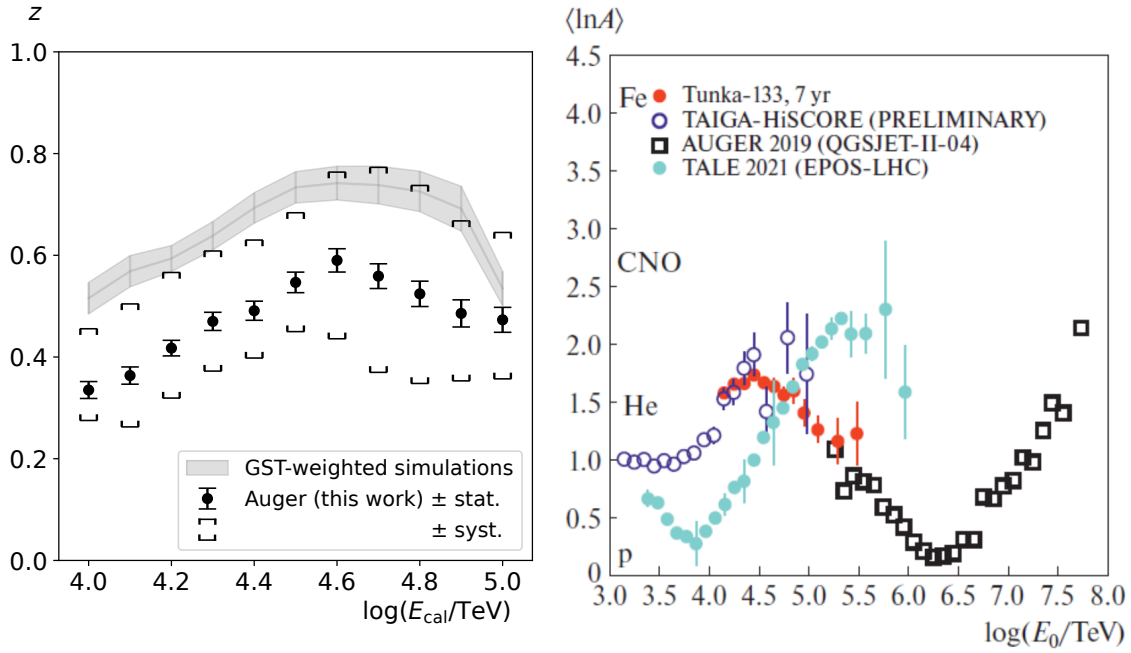 z
1.0
0.8
0.6
0.4
0.2
0.0
GST-weighted simulations
Auger (this work) ± stat.
± syst.
4.0 4.2 4.4 4.6 4.8 5.0
log(E_cal/TeV)
⟨lnA⟩
4.5
4.0
3.5
3.0
2.5
2.0
1.5
1.0
0.5
0
Fe
CNO
He
p
Tunka-133, 7 yr
TAIGA-HiSCORE (PRELIMINARY)
AUGER 2019 (QGSJET-II-04)
TALE 2021 (EPOS-LHC)
3.0 3.5 4.0 4.5 5.0 5.5 6.0 6.5 7.0 7.5 8.0
log(E_0/TeV)